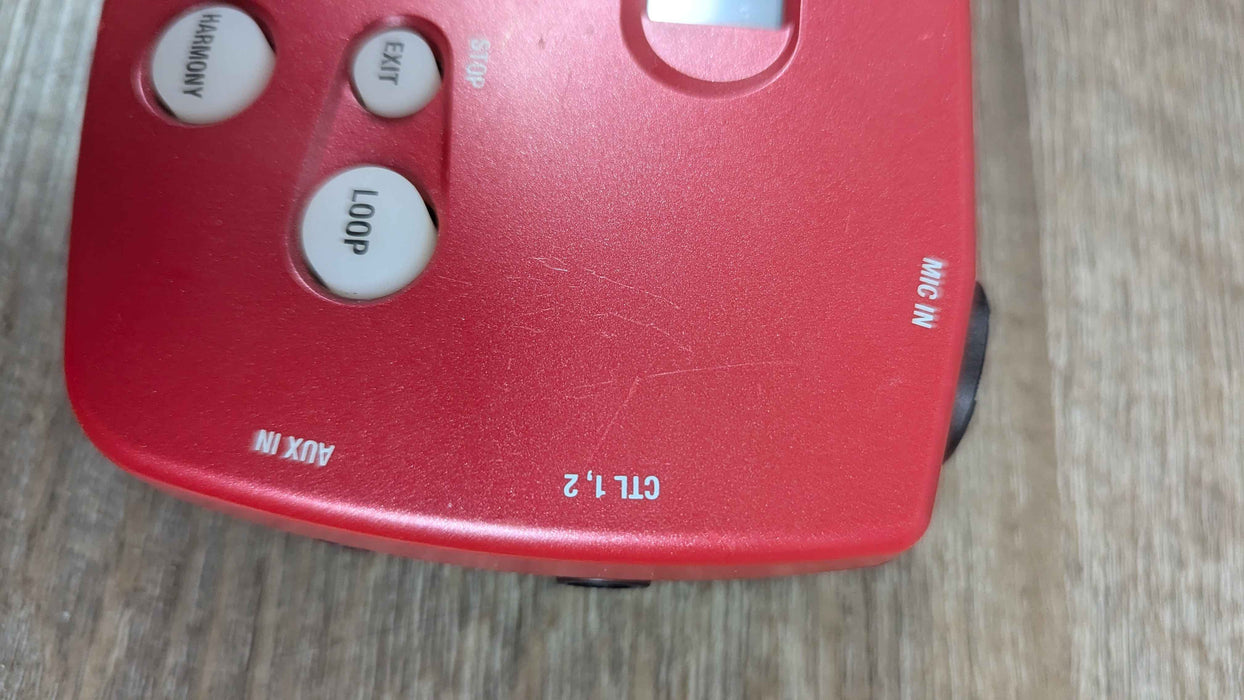 HARMONY
EXIT
STOP
LOOP
MIC IN
AUX IN
CTL 1, 2